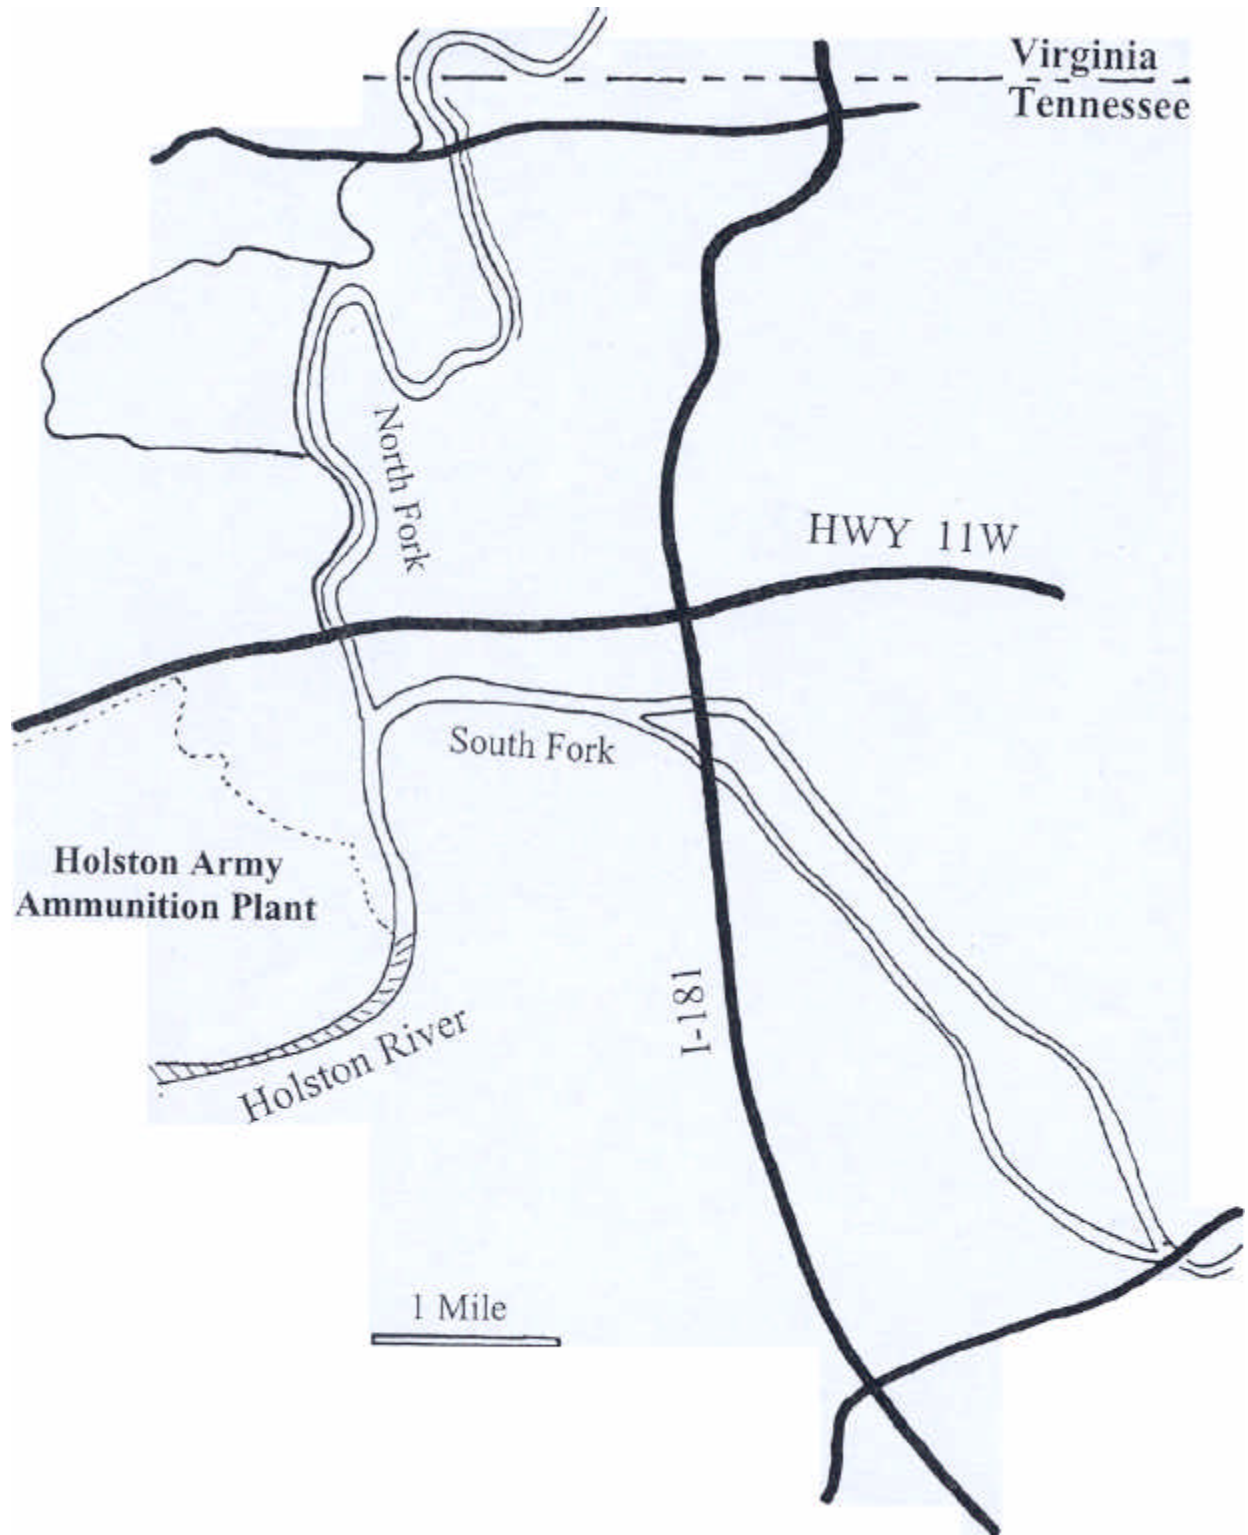 Virginia
Tennessee
North Fork
HWY 11W
South Fork
Holston Army
Ammunition Plant
I-181
Holston River
1 Mile